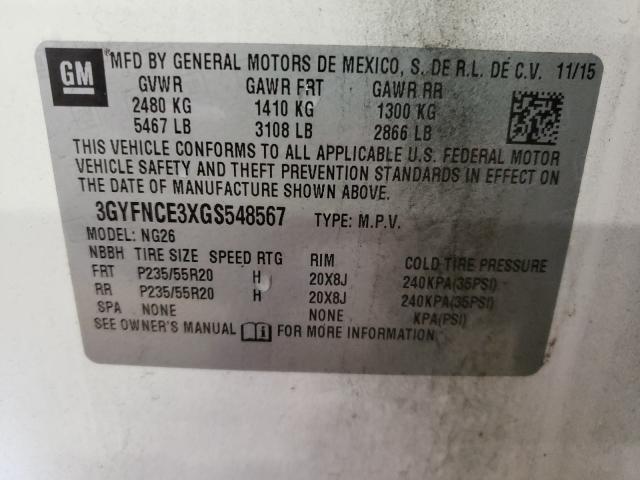 GM
MFD BY GENERAL MOTORS DE MEXICO, S. DE R.L. DE C.V. 11/15
GVWR GAWR FRT GAWR RR
2480 KG 1410 KG 1300 KG
5467 LB 3108 LB 2866 LB
THIS VEHICLE CONFORMS TO ALL APPLICABLE U.S. FEDERAL MOTOR
VEHICLE SAFETY AND THEFT PREVENTION STANDARDS IN EFFECT ON
THE DATE OF MANUFACTURE SHOWN ABOVE.
3GYFNCE3XGS548567 TYPE: M.P.V.
MODEL: NG26
NBBH TIRE SIZE SPEED RTG RIM COLD TIRE PRESSURE
FRT P235/55R20 H 20X8J 240KPA(35PSI)
RR P235/55R20 H 20X8J 240KPA(35PSI)
SPA NONE NONE KPA(PSI)
SEE OWNER'S MANUAL FOR MORE INFORMATION